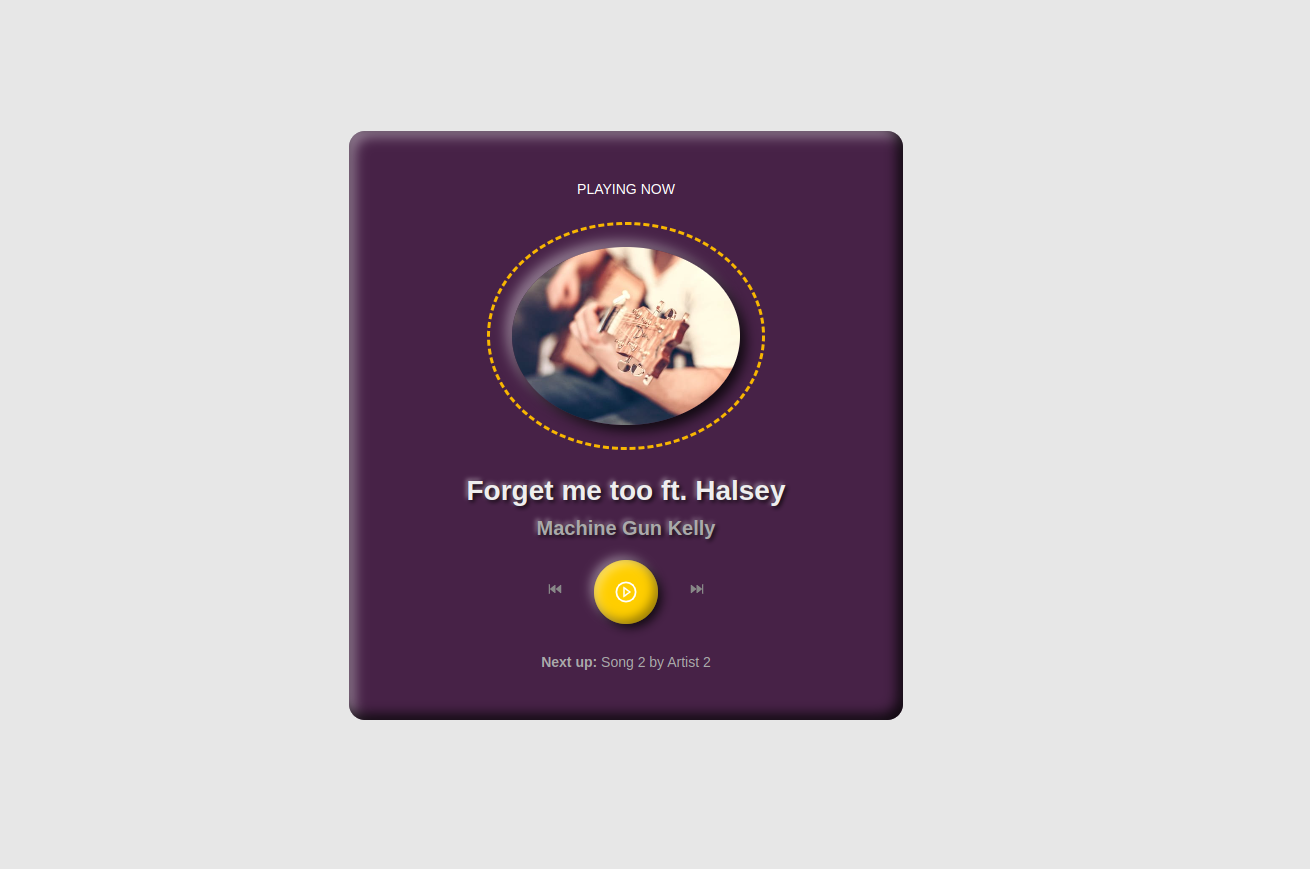 PLAYING NOW
Forget me too ft. Halsey
Machine Gun Kelly
Next up: Song 2 by Artist 2